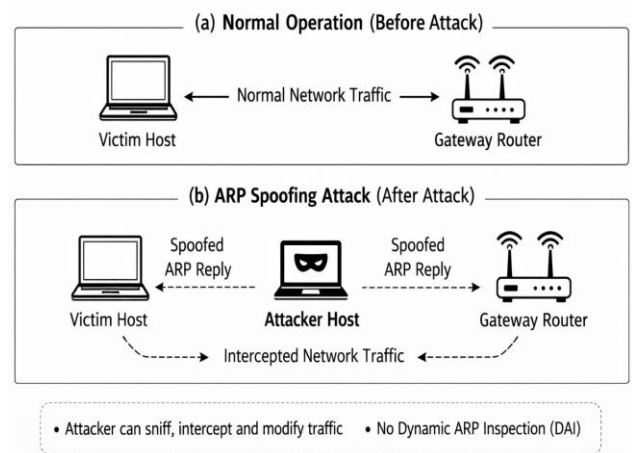 (a) Normal Operation (Before Attack)
Normal Network Traffic
Victim Host
Gateway Router
(b) ARP Spoofing Attack (After Attack)
Spoofed
ARP Reply
Spoofed
ARP Reply
Victim Host
Attacker Host
Gateway Router
Intercepted Network Traffic
• Attacker can sniff, intercept and modify traffic
• No Dynamic ARP Inspection (DAI)